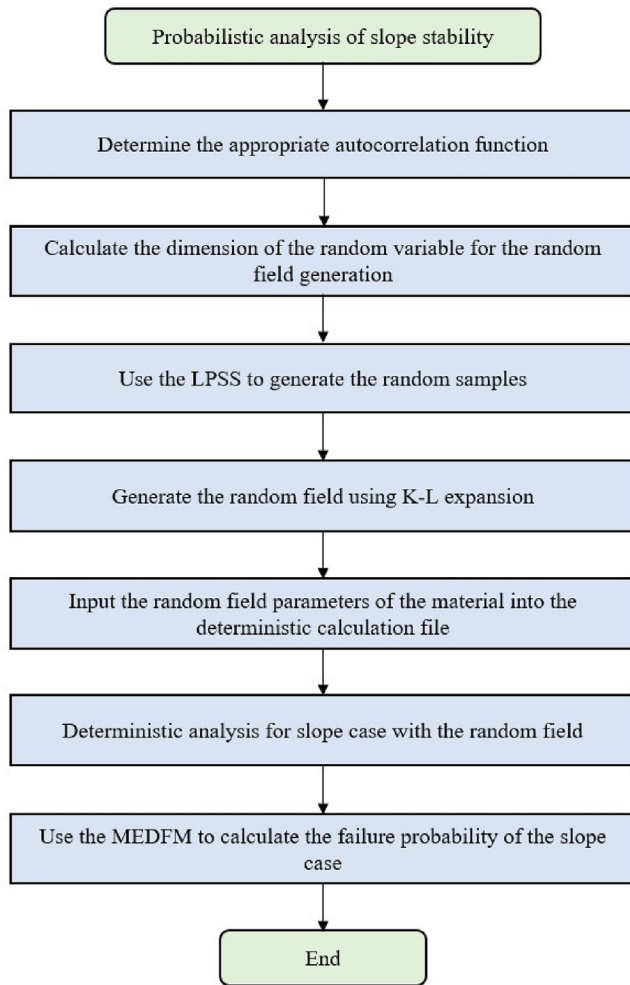 Probabilistic analysis of slope stability
Determine the appropriate autocorrelation function
Calculate the dimension of the random variable for the random
field generation
Use the LPSS to generate the random samples
Generate the random field using K-L expansion
Input the random field parameters of the material into the
deterministic calculation file
Deterministic analysis for slope case with the random field
Use the MEDFM to calculate the failure probability of the slope
case
End